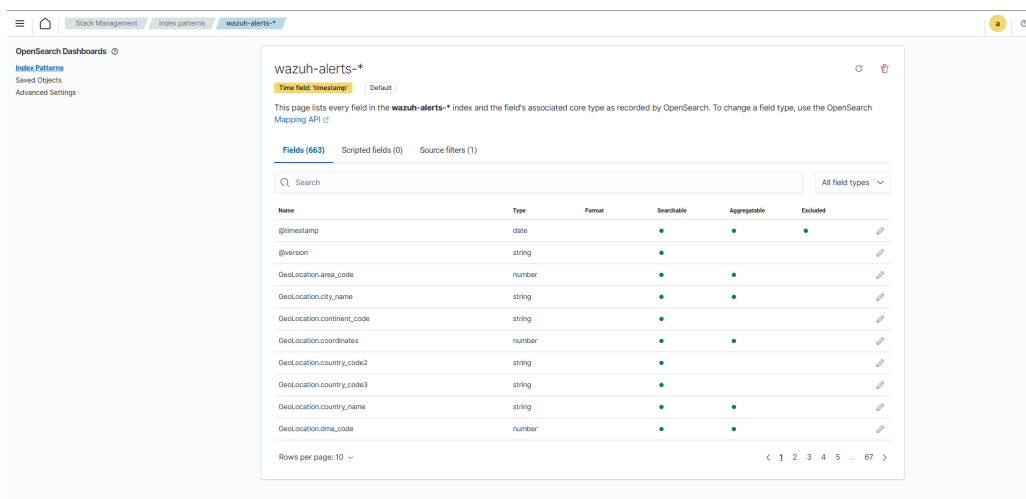 Stack Management Index patterns wazuh-alerts-*
a
OpenSearch Dashboards
Index Patterns
Saved Objects
Advanced Settings
wazuh-alerts-*
Time field: 'timestamp' Default
This page lists every field in the wazuh-alerts-* index and the field's associated core type as recorded by OpenSearch. To change a field type, use the OpenSearch
Mapping API
Fields (663) Scripted fields (0) Source filters (1)
Search All field types
Name Type Format Searchable Aggregatable Excluded
@timestamp date
@version string
GeoLocation.area_code number
GeoLocation.city_name string
GeoLocation.continent_code string
GeoLocation.coordinates number
GeoLocation.country_code2 string
GeoLocation.country_code3 string
GeoLocation.country_name string
GeoLocation.dma_code number
Rows per page: 10 < 1 2 3 4 5 ... 67 >